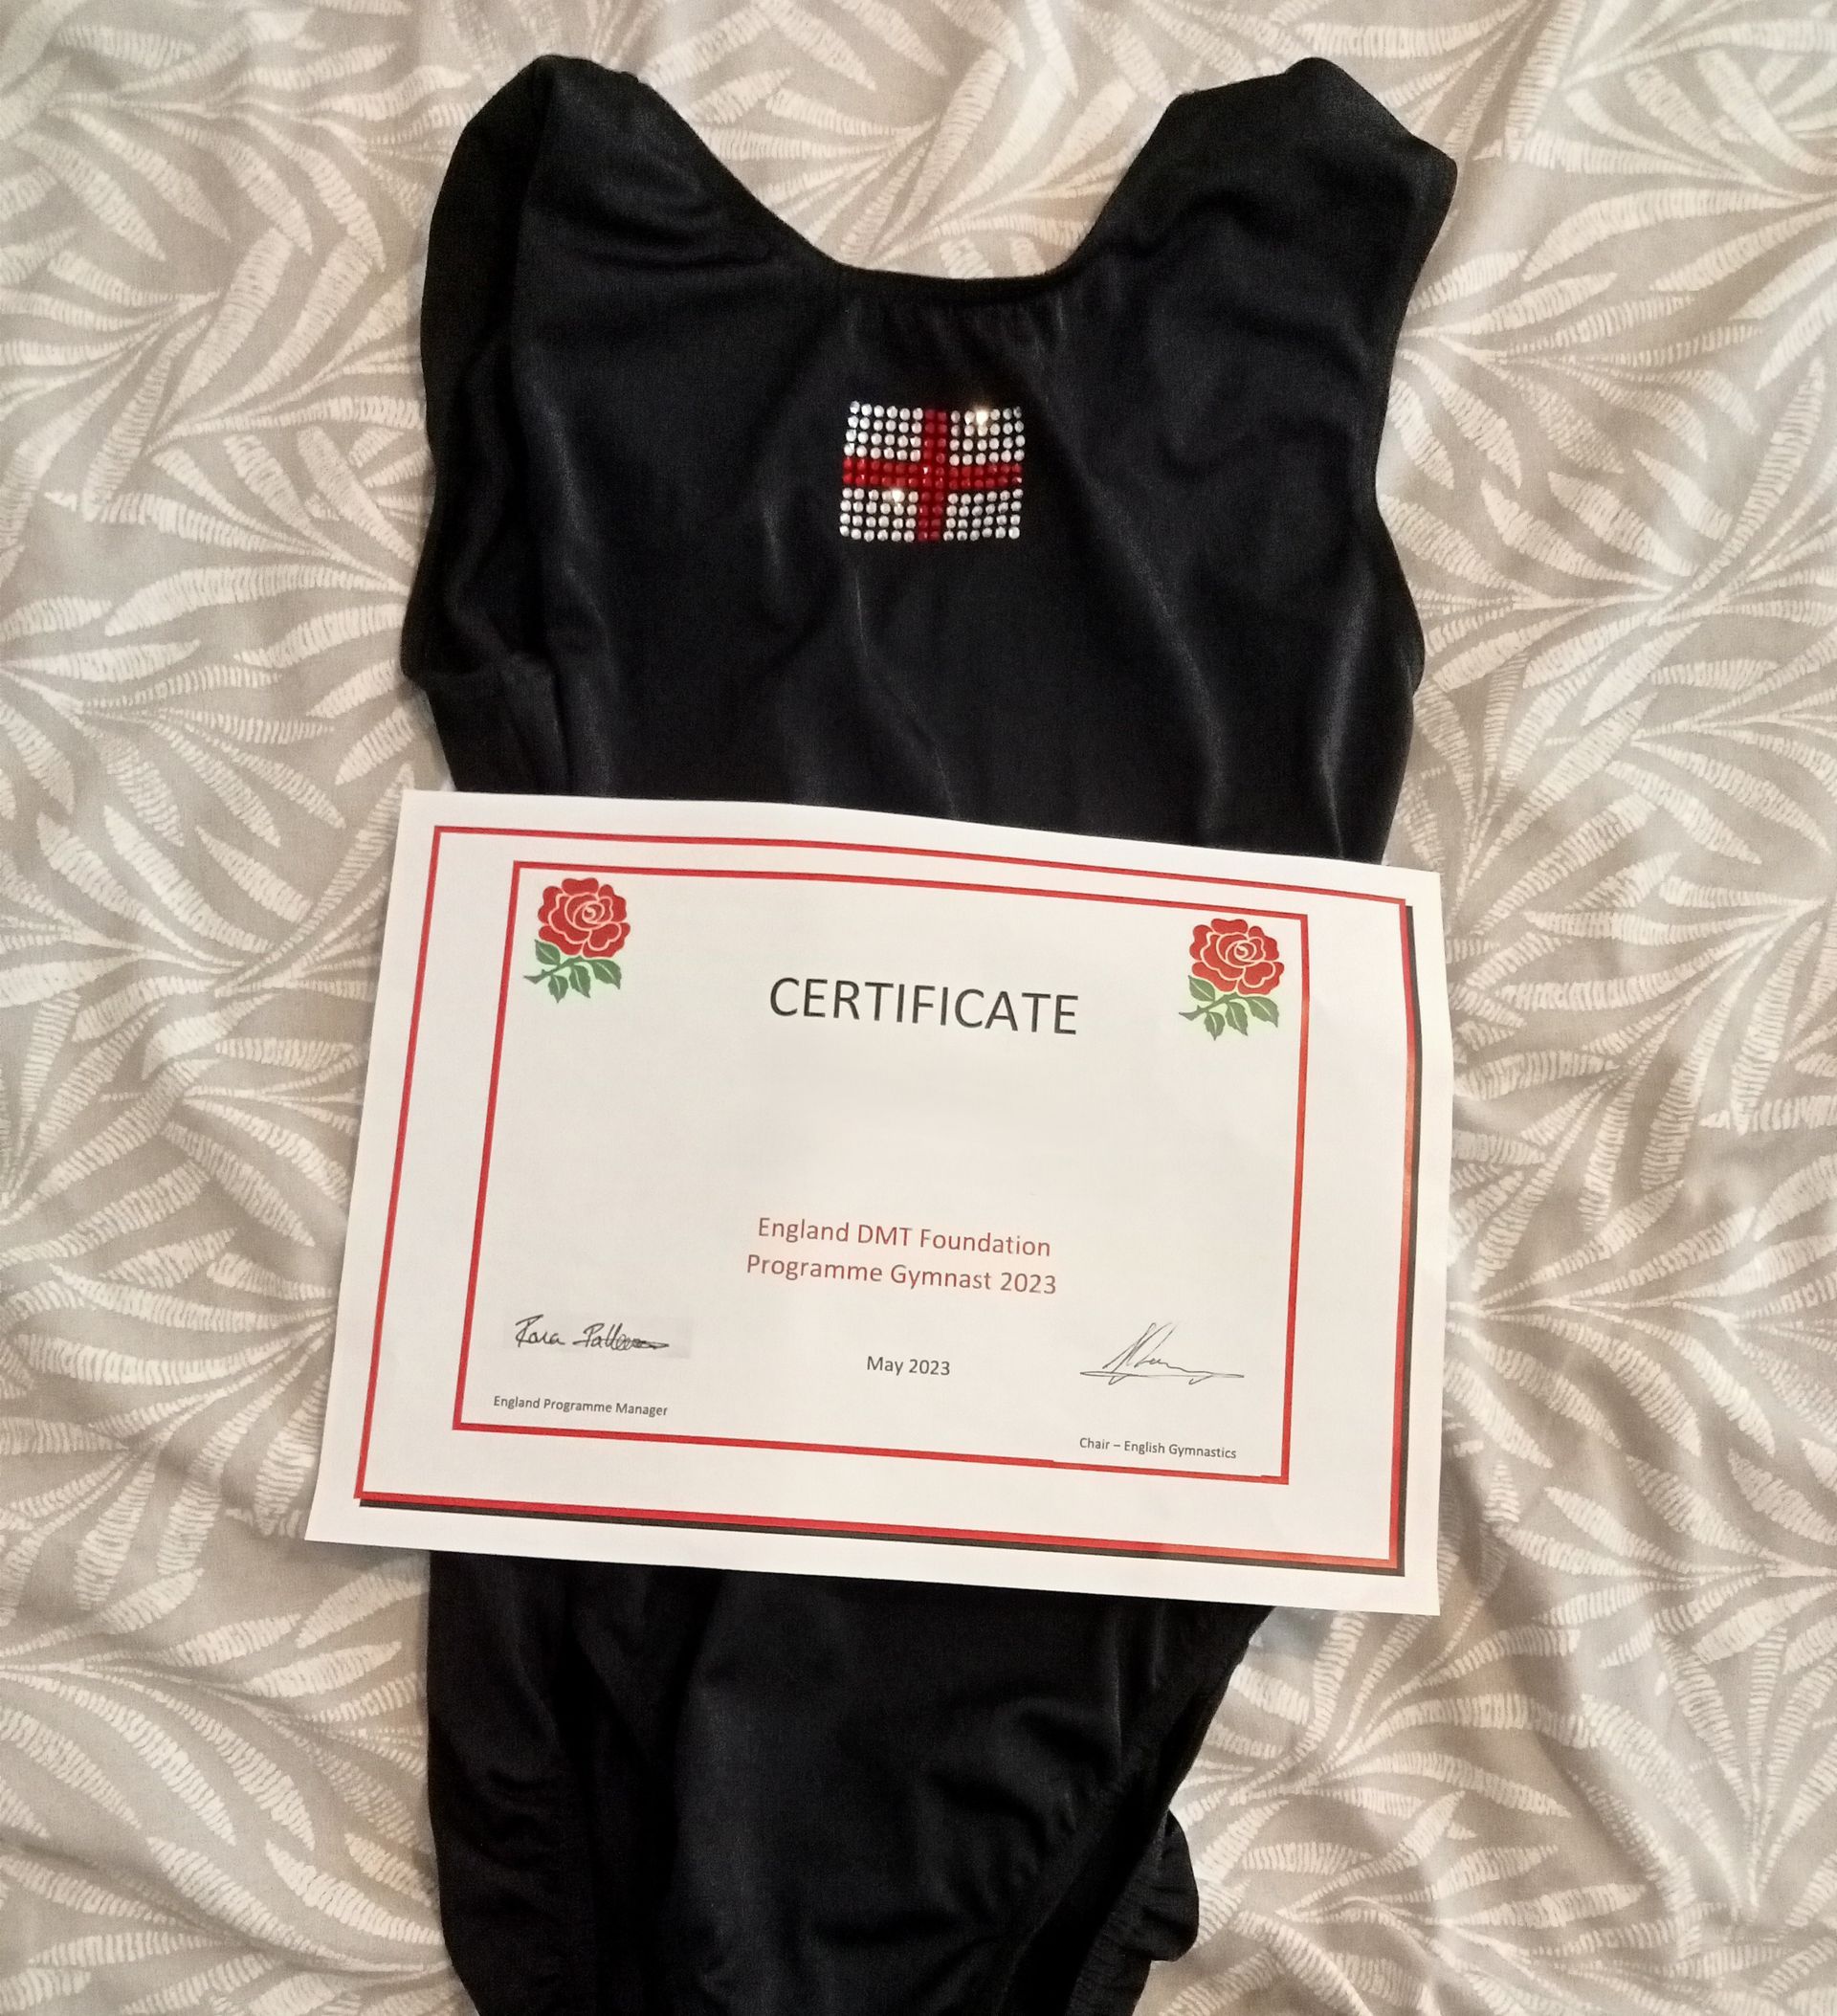 CERTIFICATE
England DMT Foundation
Programme Gymnast 2023
May 2023
England Programme Manager
Chair – English Gymnastics